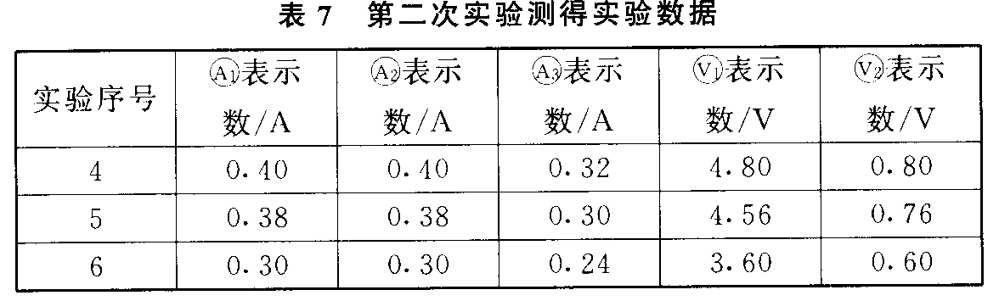 表 7 第二次实验测得实验数据
实验序号 Ⓐ1表示数/A Ⓐ2表示数/A Ⓐ3表示数/A Ⓥ1表示数/V Ⓥ2表示数/V
4 0.40 0.40 0.32 4.80 0.80
5 0.38 0.38 0.30 4.56 0.76
6 0.30 0.30 0.24 3.60 0.60